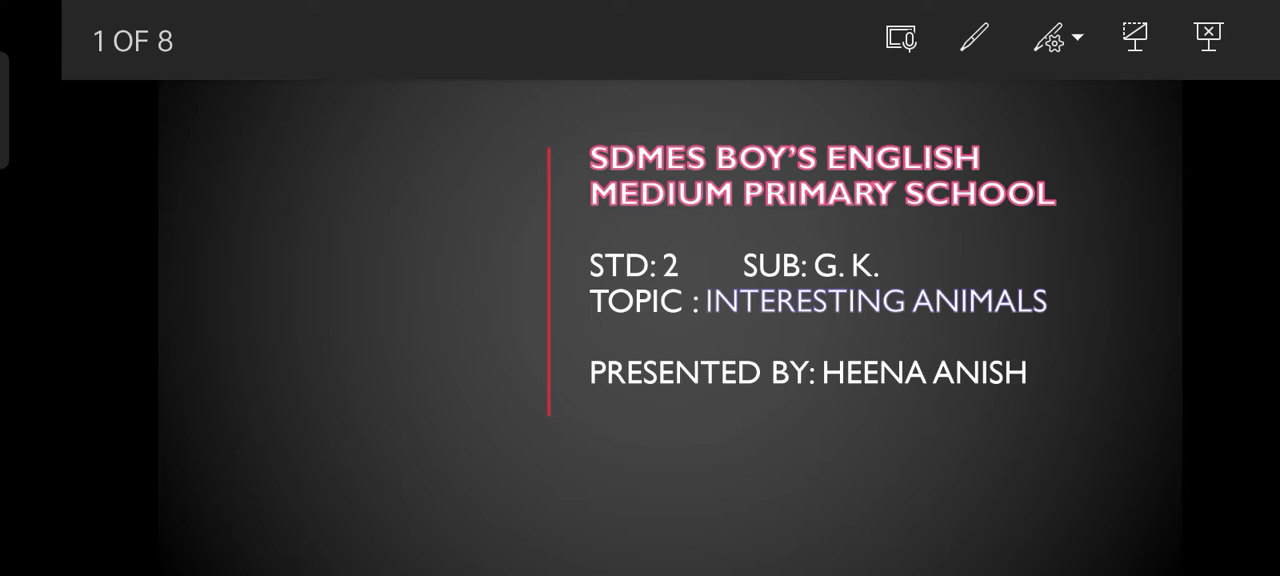 1 OF 8
SDMES BOY'S ENGLISH
MEDIUM PRIMARY SCHOOL
STD: 2 SUB: G. K.
TOPIC : INTERESTING ANIMALS
PRESENTED BY: HEENA ANISH